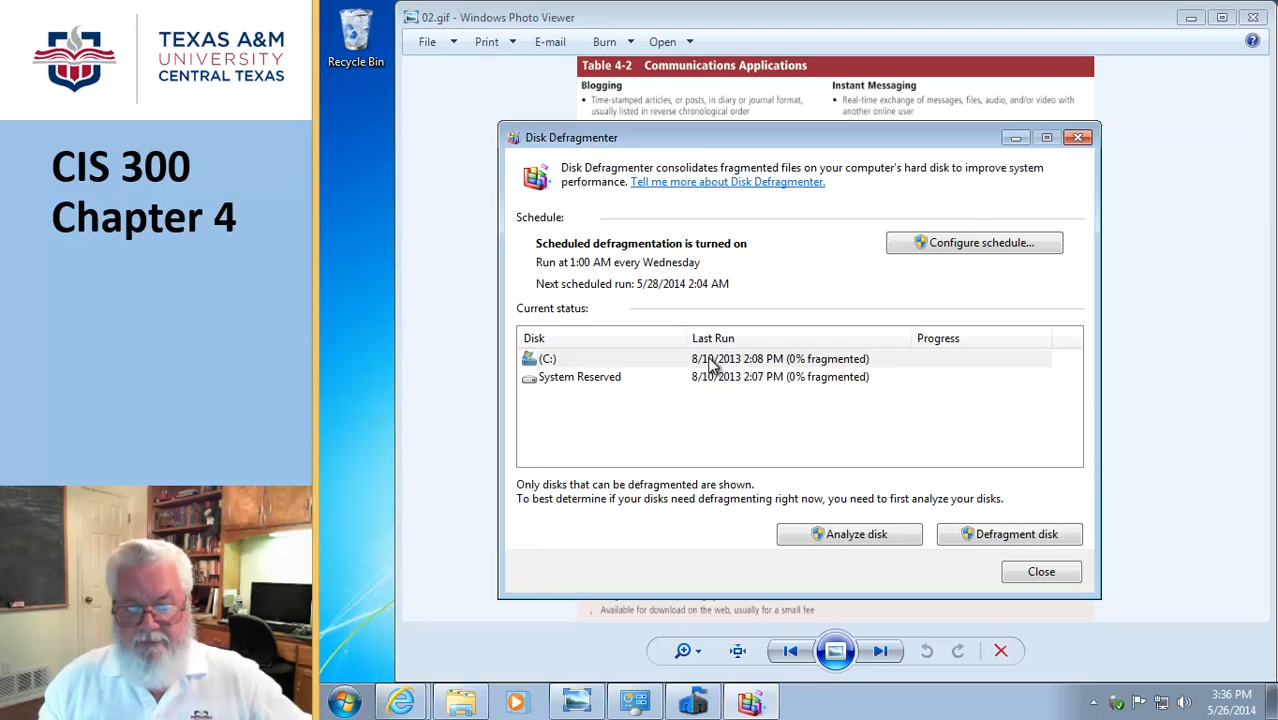 TEXAS A&M
UNIVERSITY
CENTRAL TEXAS
CIS 300
Chapter 4
Recycle Bin
02.gif - Windows Photo Viewer
File Print E-mail Burn Open
Table 4-2 Communications Applications
Blogging
• Time-stamped articles, or posts, in diary or journal format,
usually listed in reverse chronological order
Instant Messaging
• Real-time exchange of messages, files, audio, and/or video with
another online user
Disk Defragmenter
Disk Defragmenter consolidates fragmented files on your computer's hard disk to improve system
performance. Tell me more about Disk Defragmenter.
Schedule:
Scheduled defragmentation is turned on
Configure schedule...
Run at 1:00 AM every Wednesday
Next scheduled run: 5/28/2014 2:04 AM
Current status:
Disk Last Run Progress
(C:) 8/10/2013 2:08 PM (0% fragmented)
System Reserved 8/10/2013 2:07 PM (0% fragmented)
Only disks that can be defragmented are shown.
To best determine if your disks need defragmenting right now, you need to first analyze your disks.
Analyze disk Defragment disk
Close
Available for download on the web, usually for a small fee
3:36 PM
5/26/2014